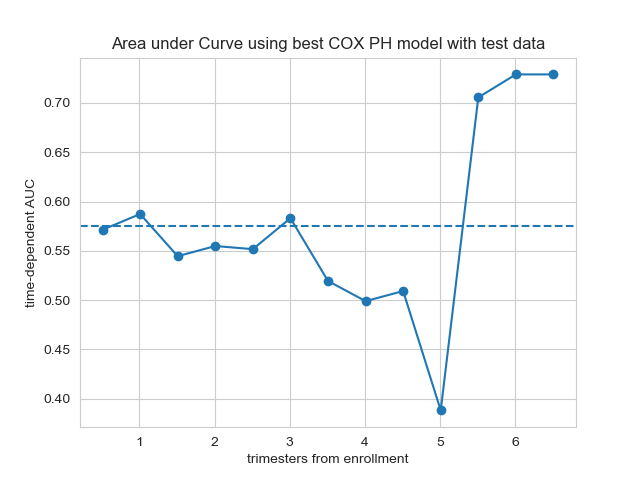 Area under Curve using best COX PH model with test data
time-dependent AUC
0.70
0.65
0.60
0.55
0.50
0.45
0.40
1 2 3 4 5 6
trimesters from enrollment